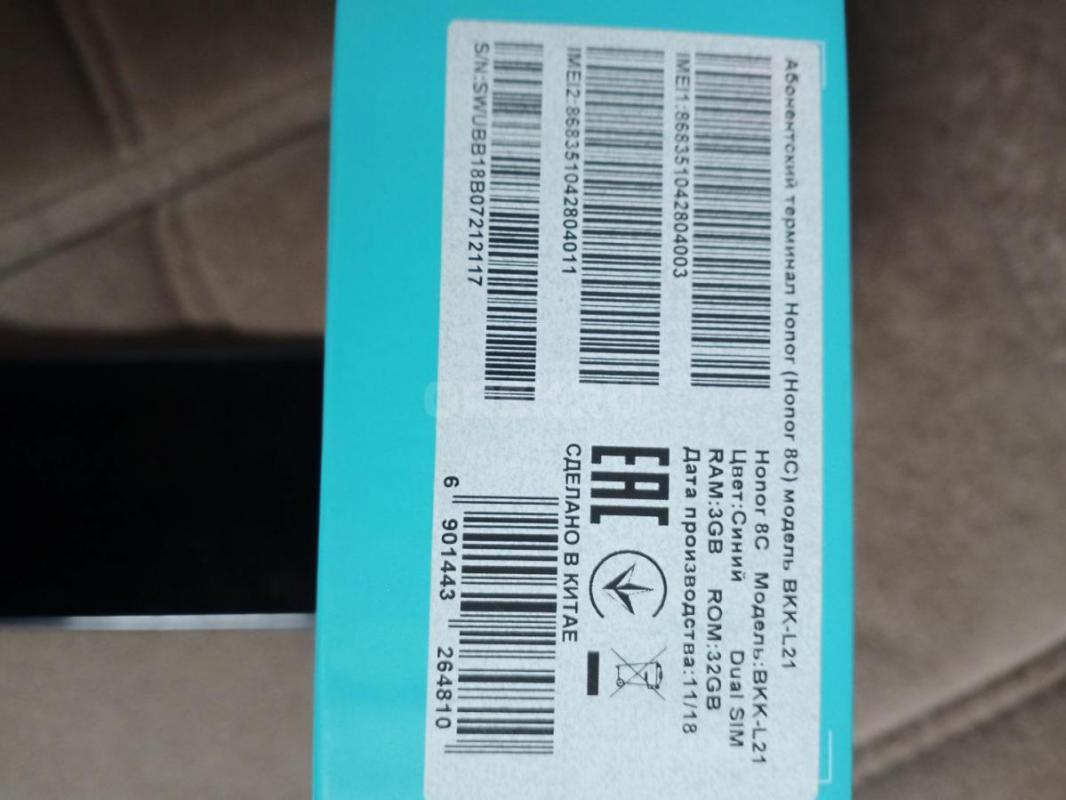 Абонентский терминал Honor (Honor 8C) модель BKK-L21
IMEI1:868351042804003
IMEI2:868351042804011
S/N:SWUBB18B07212117
Honor 8C Модель:BKK-L21
Цвет:Синий Dual SIM
RAM:3GB ROM:32GB
Дата производства:11/18
EAC
СДЕЛАНО В КИТАЕ
6 901443 264810